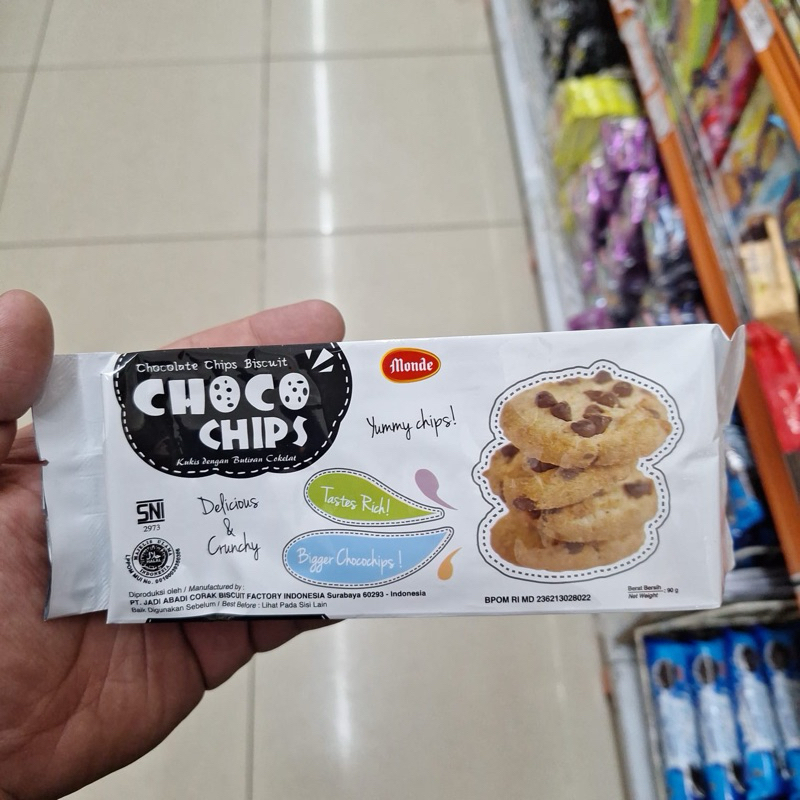 Chocolate Chips Biscuit
CHOCO
CHIPS
Kukis dengan Butiran Cokelat
Monde
Yummy chips!
SNI
2973
Delicious
&
Crunchy
Tastes Rich!
Bigger Chocochips !
Diproduksi oleh / Manufactured by :
PT. JADI ABADI CORAK BISCUIT FACTORY INDONESIA Surabaya 60293 - Indonesia
Baik Digunakan Sebelum / Best Before : Lihat Pada Sisi Lain
BPOM RI MD 236213028022
Berat Bersih
Net Weight : 90 g